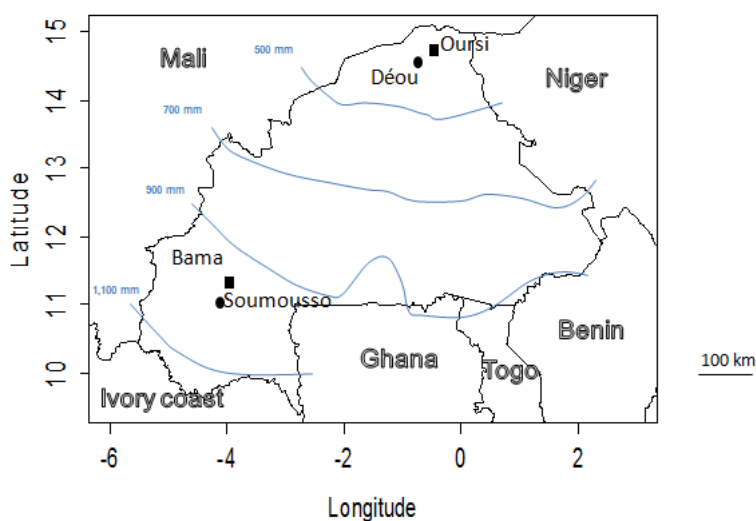 15
Mali
500 mm
Oursi
Déou
Niger
14
700 mm
13
900 mm
12
Latitude
Bama
1,100 mm
Soumousso
11
Benin
Ghana
Togo
100 km
10
Ivory coast
-6 -4 -2 0 2
Longitude